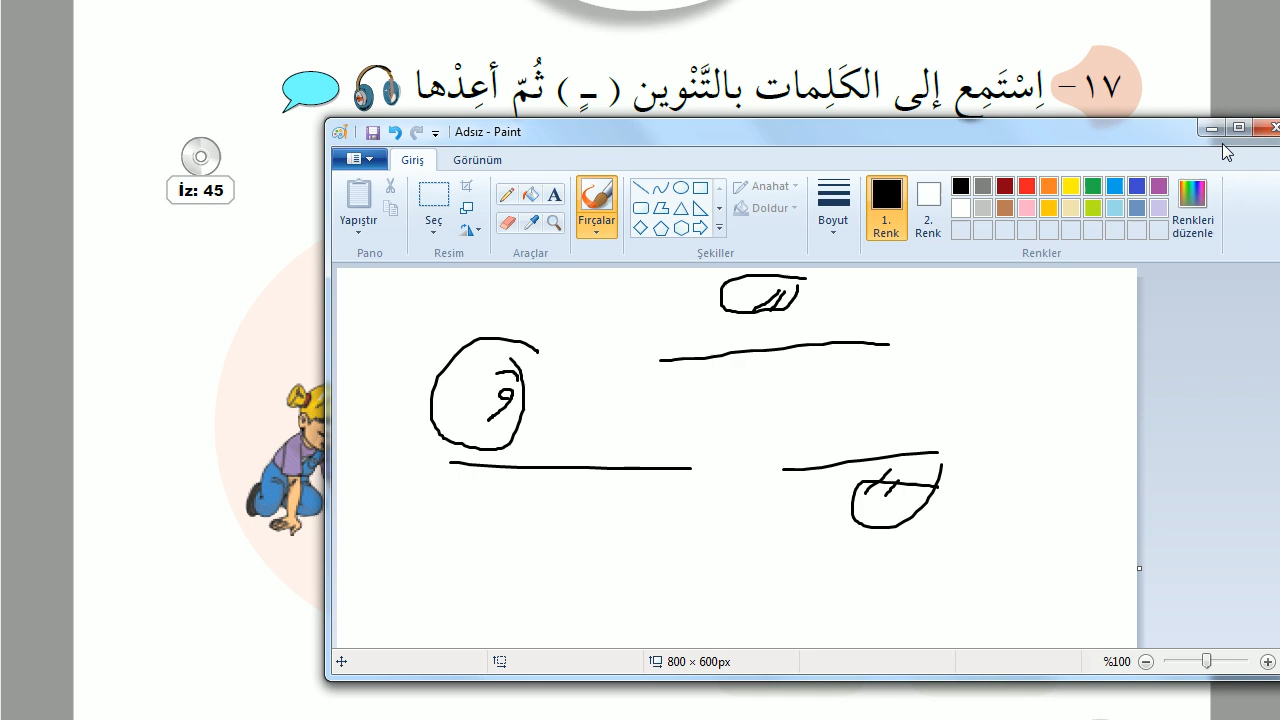 ١٧ – اِسْتَمِع إلى الكَلِمات بالتَّنْوين ( ـٍ ) ثُمّ أعِدْها
İz: 45
Adsız - Paint
Giriş
Görünüm
Yapıştır
Seç
Fırçalar
Anahat
Doldur
Boyut
1.
Renk
2.
Renk
Renkleri
düzenle
Pano
Resim
Araçlar
Şekiller
Renkler
800 × 600px
%100